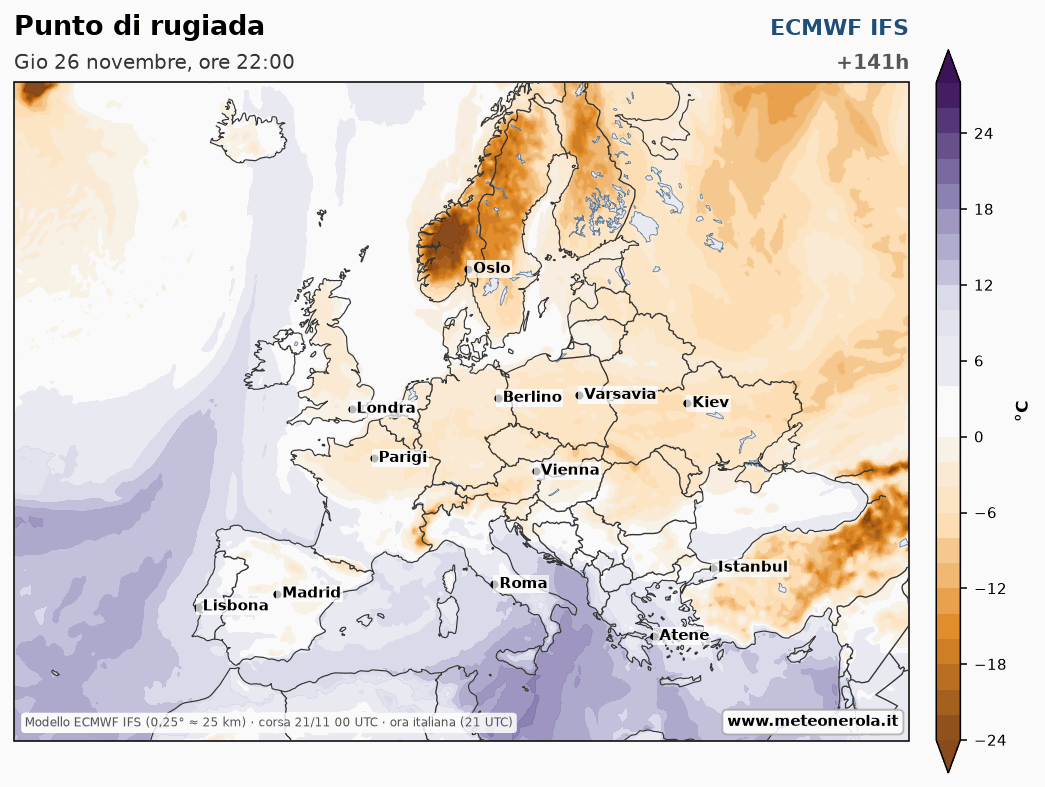 Punto di rugiada
ECMWF IFS
Gio 26 novembre, ore 22:00
+141h
Oslo
Berlino
Varsavia
Kiev
Londra
Parigi
Vienna
Istanbul
Roma
Madrid
Lisbona
Atene
24
18
12
6
0
−6
−12
−18
−24
°C
Modello ECMWF IFS (0,25° ≈ 25 km) · corsa 21/11 00 UTC · ora italiana (21 UTC)
www.meteonerola.it